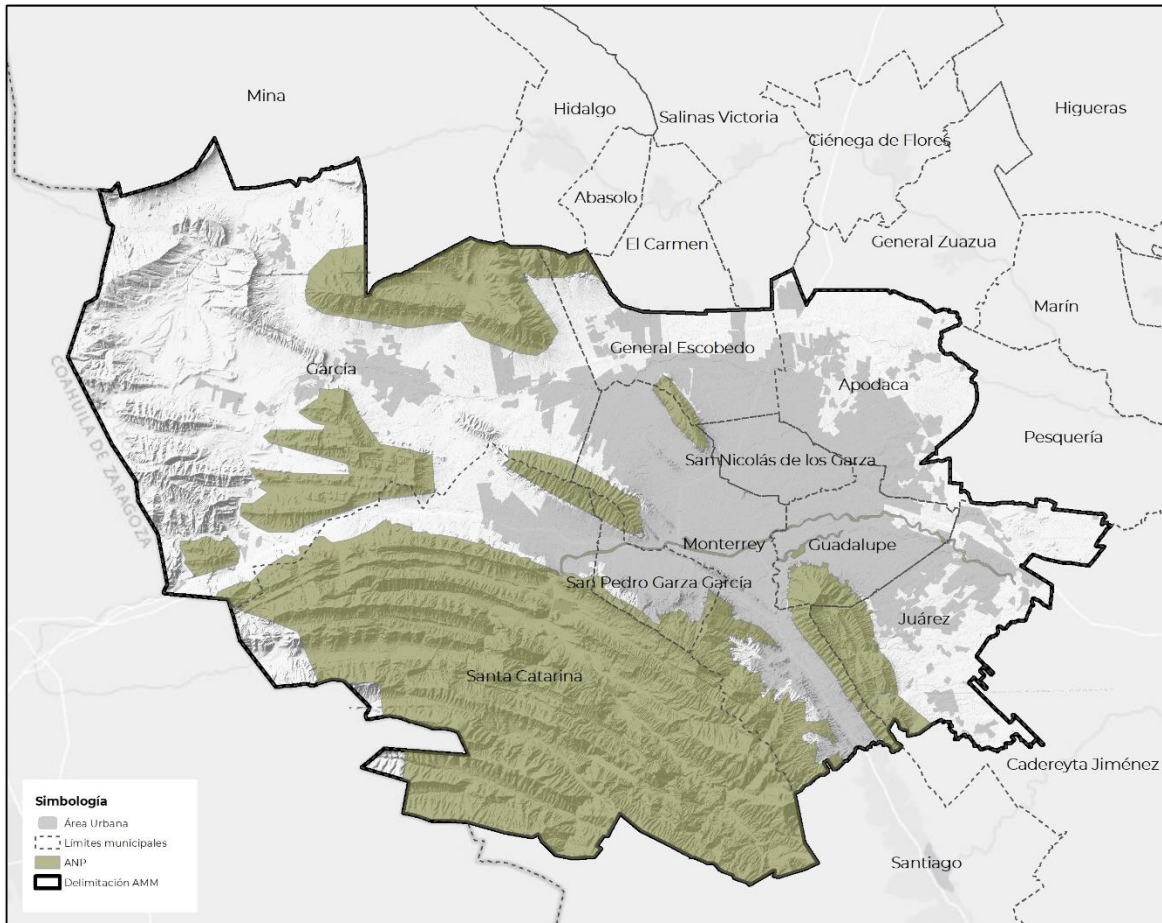 Mina
Hidalgo
Salinas Victoria
Higueras
Ciénega de Flores
Abasolo
El Carmen
General Zuazua
Marín
General Escobedo
García
Apodaca
COAHUILA DE ZARAGOZA
Pesquería
San Nicolás de los Garza
Monterrey
Guadalupe
San Pedro Garza García
Juárez
Santa Catarina
Cadereyta Jiménez
Santiago
Simbología
Área Urbana
Límites municipales
ANP
Delimitación AMM